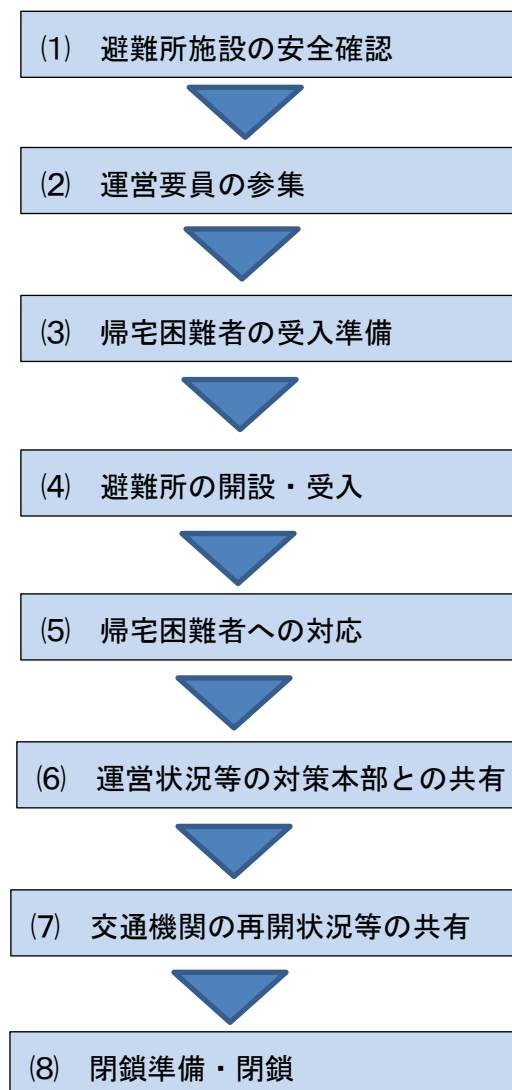 ⑴ 避難所施設の安全確認
⑵ 運営要員の参集
⑶ 帰宅困難者の受入準備
⑷ 避難所の開設・受入
⑸ 帰宅困難者への対応
⑹ 運営状況等の対策本部との共有
⑺ 交通機関の再開状況等の共有
⑻ 閉鎖準備・閉鎖